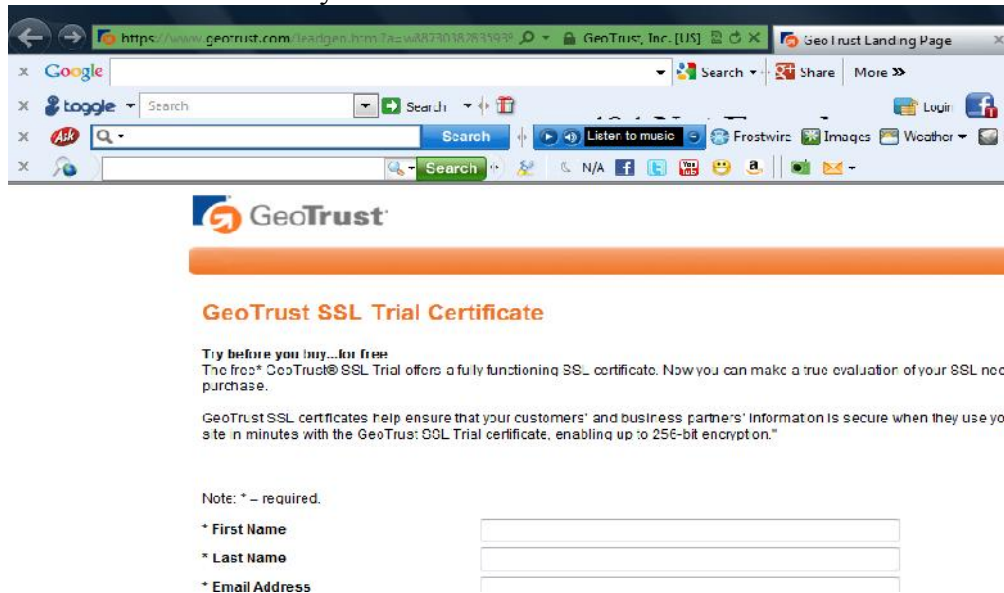 https://www.geotrust.com/leadgen.htm?a= GeoTrust, Inc. [US] GeoTrust Landing Page
x Google Search Share More »
x toggle Search Search Login
x Ask Search Listen to music Frostwire Images Weather
x Search N/A
GeoTrust
GeoTrust SSL Trial Certificate
Try before you buy...for free
The free* GeoTrust® SSL Trial offers a fully functioning SSL certificate. Now you can make a true evaluation of your SSL nee
purchase.
GeoTrust SSL certificates help ensure that your customers' and business partners' information is secure when they use yo
site in minutes with the GeoTrust SSL Trial certificate, enabling up to 256-bit encryption."
Note: * = required.
* First Name
* Last Name
* Email Address